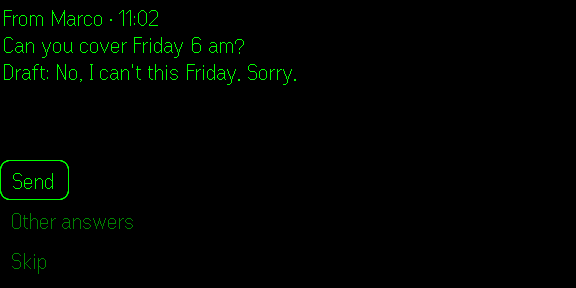 From Marco · 11:02
Can you cover Friday 6 am?
Draft: No, I can't this Friday. Sorry.
Send
Other answers
Skip